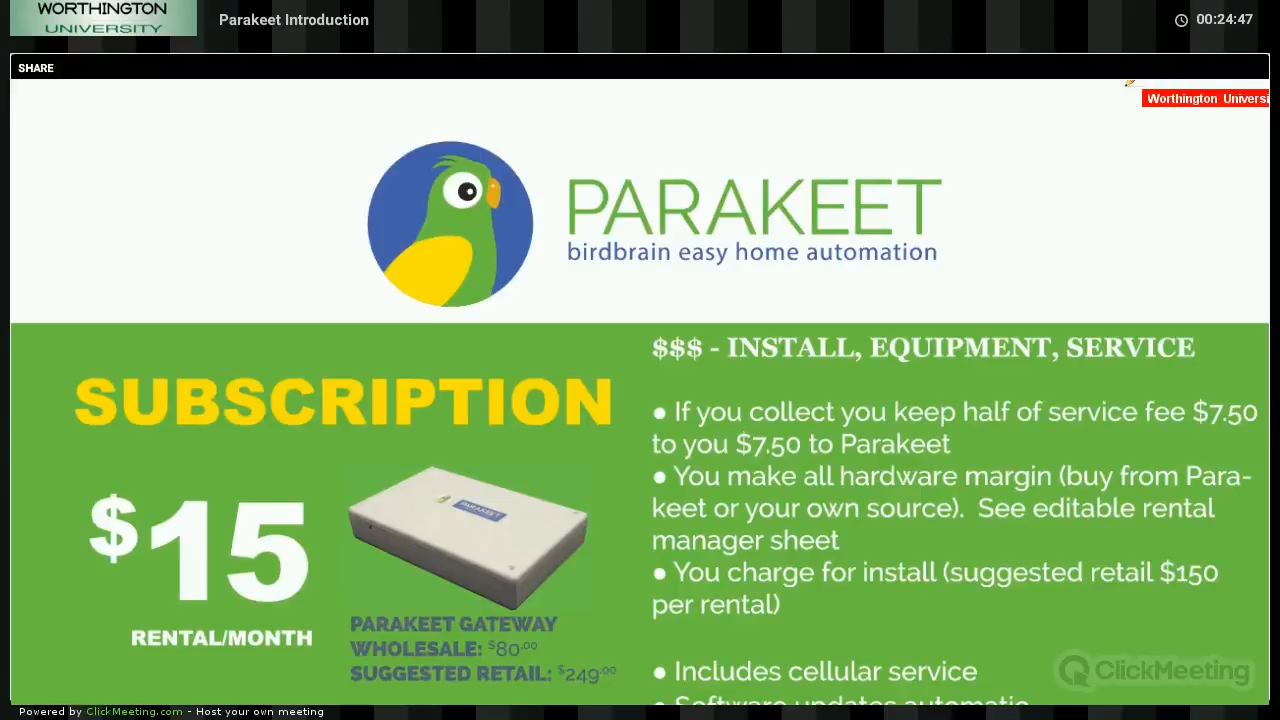 WORTHINGTON
UNIVERSITY
Parakeet Introduction
00:24:47
SHARE
Worthington Universi
PARAKEET
birdbrain easy home automation
$$$ - INSTALL, EQUIPMENT, SERVICE
SUBSCRIPTION
● If you collect you keep half of service fee $7.50
to you $7.50 to Parakeet
● You make all hardware margin (buy from Para-
keet or your own source).  See editable rental
manager sheet
● You charge for install (suggested retail $150
per rental)
$15
RENTAL/MONTH
PARAKEET
PARAKEET GATEWAY
WHOLESALE: $80.00
SUGGESTED RETAIL: $249.00
● Includes cellular service
● Software updates automatic
ClickMeeting
Powered by ClickMeeting.com - Host your own meeting